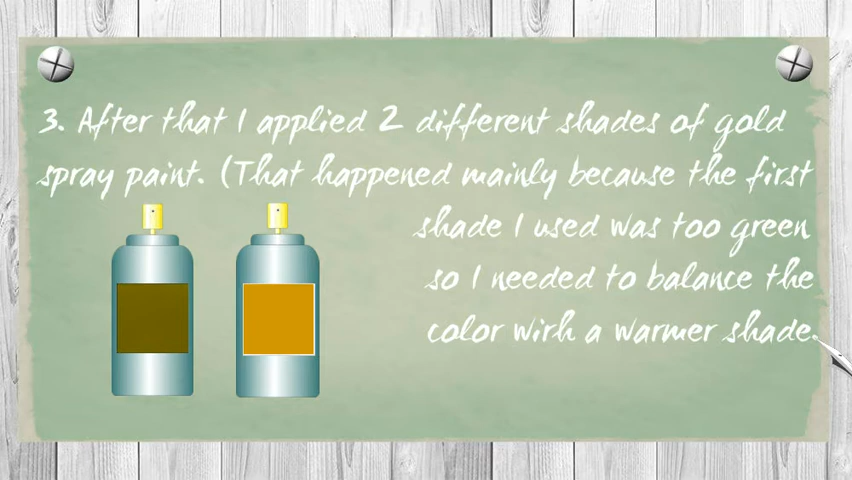 3. After that I applied 2 different shades of gold
spray paint. (That happened mainly because the first
shade I used was too green
so I needed to balance the
color wirh a warmer shade.